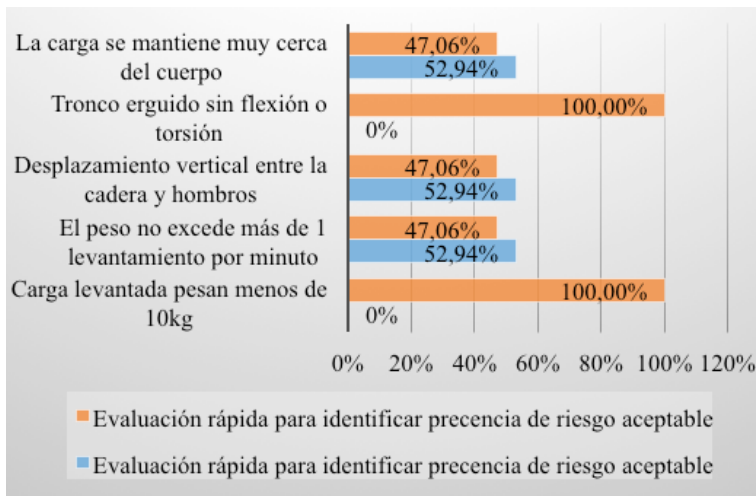 La carga se mantiene muy cerca
del cuerpo
47,06%
52,94%
Tronco erguido sin flexión o
torsión
100,00%
0%
Desplazamiento vertical entre la
cadera y hombros
47,06%
52,94%
El peso no excede más de 1
levantamiento por minuto
47,06%
52,94%
Carga levantada pesan menos de
10kg
100,00%
0%
0% 20% 40% 60% 80% 100% 120%
Evaluación rápida para identificar precencia de riesgo aceptable
Evaluación rápida para identificar precencia de riesgo aceptable